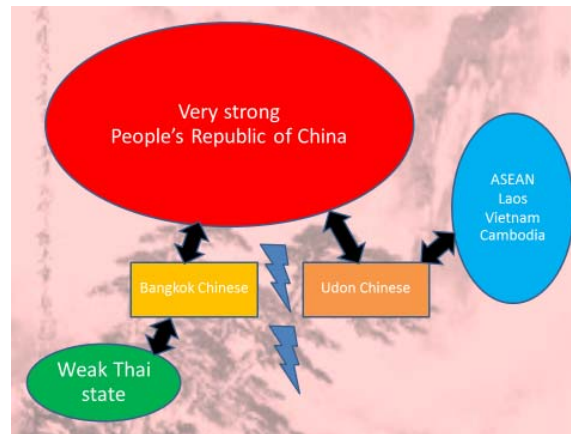 Very strong
People's Republic of China
ASEAN
Laos
Vietnam
Cambodia
Bangkok Chinese
Udon Chinese
Weak Thai
state